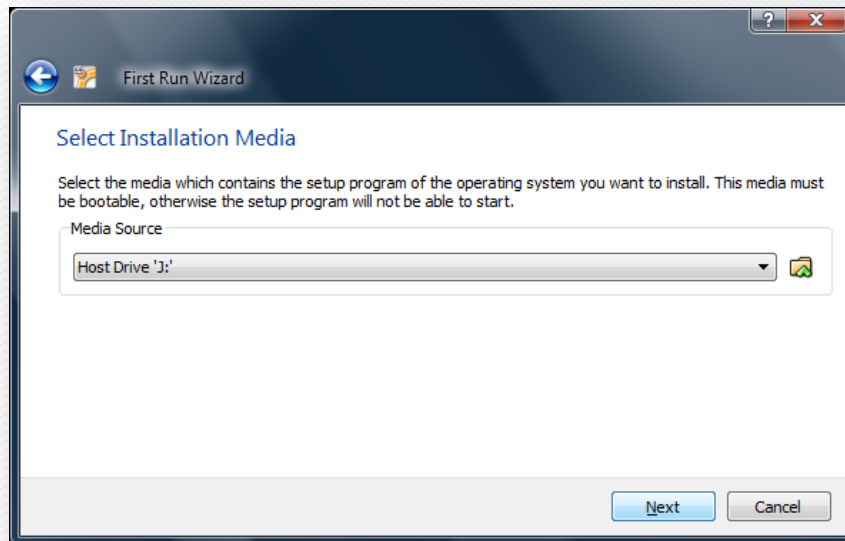 ?
X
First Run Wizard
Select Installation Media
Select the media which contains the setup program of the operating system you want to install. This media must
be bootable, otherwise the setup program will not be able to start.
Media Source
Host Drive 'J:'
Next
Cancel